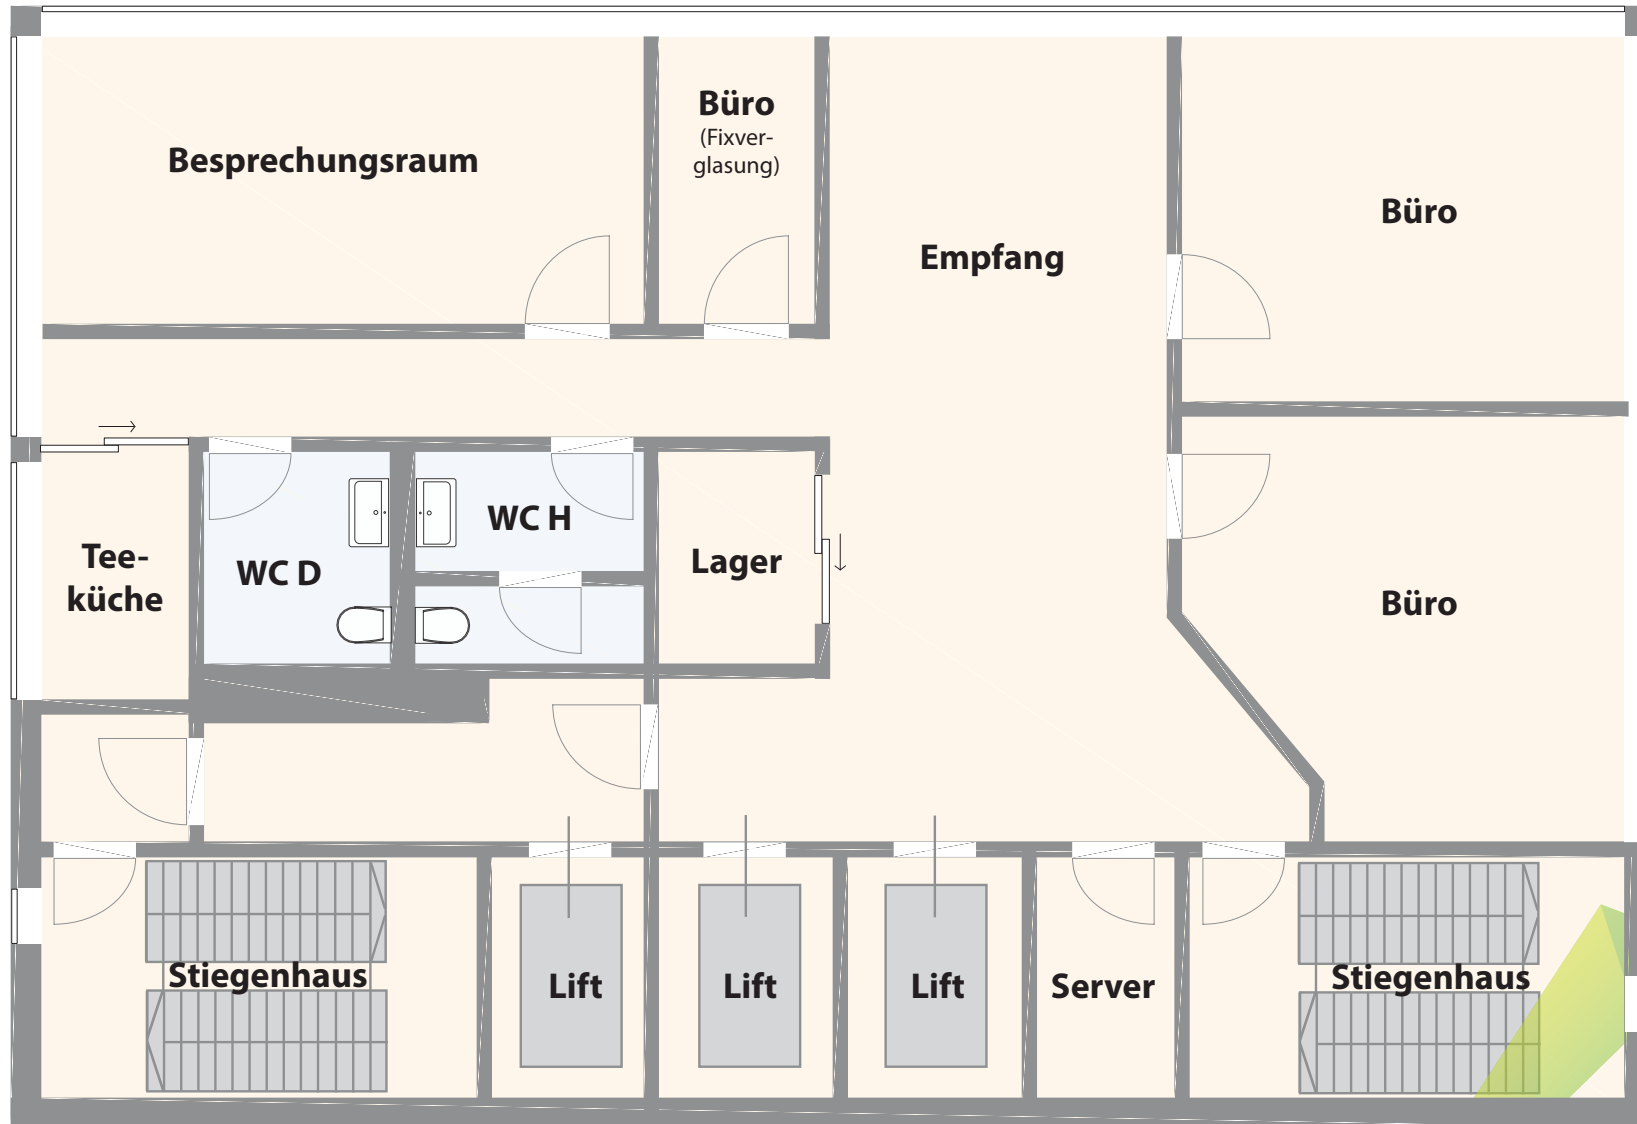 Besprechungsraum
Büro
(Fixver-
glasung)
Empfang
Büro
Tee-
küche
WC D
WC H
Lager
Büro
Stiegenhaus
Lift
Lift
Lift
Server
Stiegenhaus